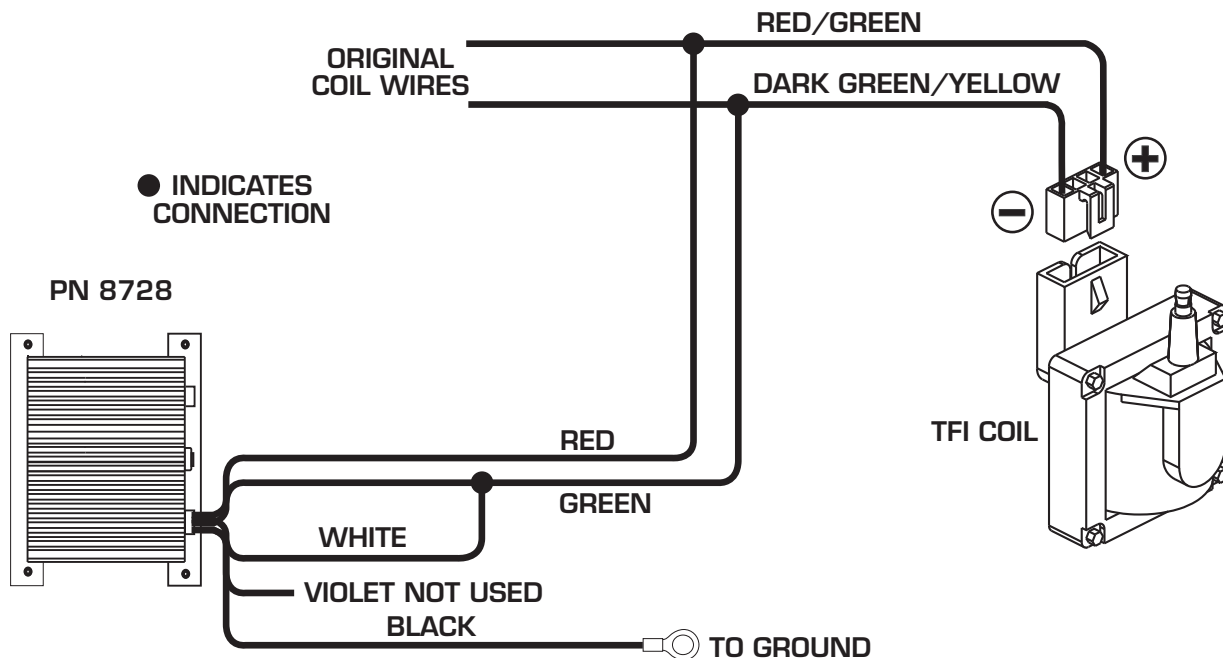 RED/GREEN
ORIGINAL
COIL WIRES
DARK GREEN/YELLOW
+
−
INDICATES
CONNECTION
PN 8728
TFI COIL
RED
GREEN
WHITE
VIOLET NOT USED
BLACK
TO GROUND